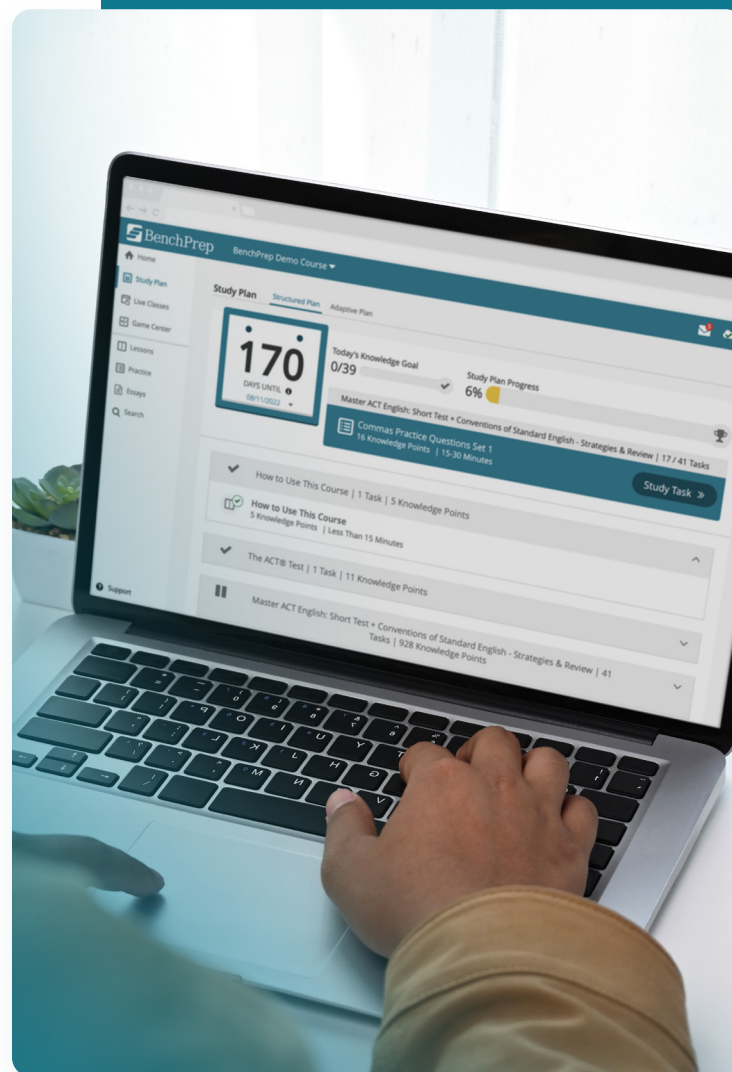 BenchPrep
BenchPrep Demo Course
Home
Study Plan
Live Classes
Game Center
Lessons
Practice
Essays
Search
Support
Study Plan
Structured Plan
Adaptive Plan
170
DAYS UNTIL
08/11/2022
Today's Knowledge Goal
0/39
Study Plan Progress
6%
Master ACT English: Short Test + Conventions of Standard English - Strategies & Review | 17 / 41 Tasks
Commas Practice Questions Set 1
16 Knowledge Points | 15-30 Minutes
Study Task »
How to Use This Course | 1 Task | 5 Knowledge Points
How to Use This Course
5 Knowledge Points | Less Than 15 Minutes
The ACT® Test | 1 Task | 11 Knowledge Points
Master ACT English: Short Test + Conventions of Standard English - Strategies & Review | 41
Tasks | 928 Knowledge Points